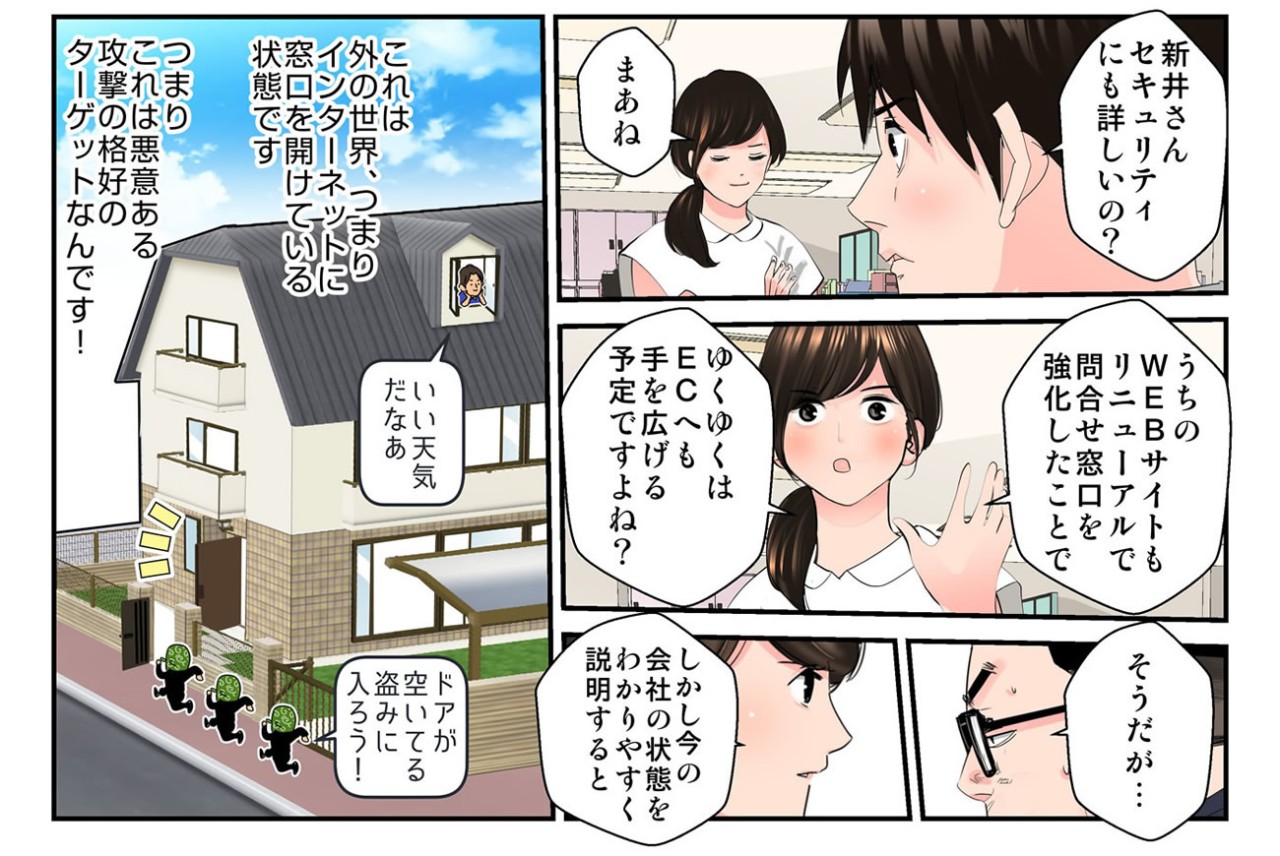 新井さん
セキュリティ
にも詳しいの？
まあね
うちの
WEBサイトも
リニューアルで
問合せ窓口を
強化したことで
ゆくゆくは
ECへも
手を広げる
予定ですよね？
そうだが…
しかし今の
会社の状態を
わかりやすく
説明すると
これは
外の世界、つまり
インターネットに
窓口を開けている
状態です
いい天気
だなあ
ドアが
空いてる
盗みに
入ろう！
つまり
これは悪意ある
攻撃の格好の
ターゲットなんです！